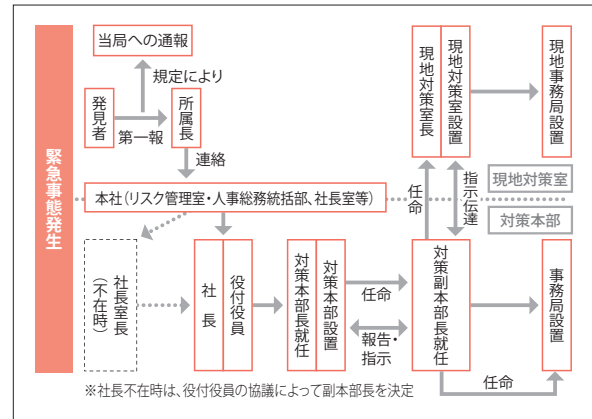 緊急事態発生
当局への通報
規定により
発見者
第一報
所属長
連絡
本社(リスク管理室・人事総務統括部、社長室等)
現地対策室長
現地対策室設置
現地事務局設置
任命
指示伝達
現地対策室
対策本部
社長室長
(不在時)
社長
役付役員
対策本部長就任
対策本部設置
任命
報告・
指示
対策副本部長就任
事務局設置
任命
※社長不在時は、役付役員の協議によって副本部長を決定